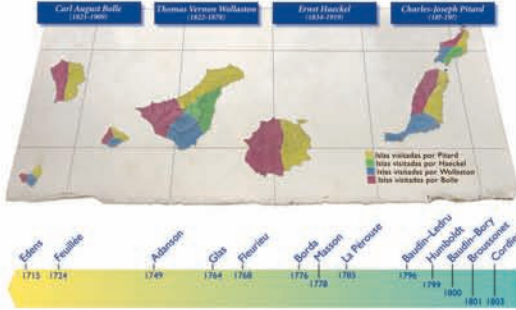 Carl August Bolle
(1821-1909)
Thomas Vernon Wollaston
(1822-1878)
Ernst Haeckel
(1834-1919)
Charles-Joseph Pitard
Islas visitadas por Pitard
Islas visitadas por Haeckel
Islas visitadas por Wollaston
Islas visitadas por Bolle
Edens
Feuillée
Adanson
Glas
Fleurieu
Borda
Masson
La Pérouse
Baudin-Ledru
Humboldt
Baudin-Bory
Broussonet
Cordier
1715
1724
1749
1764
1768
1776
1778
1785
1796
1799
1800
1801
1803